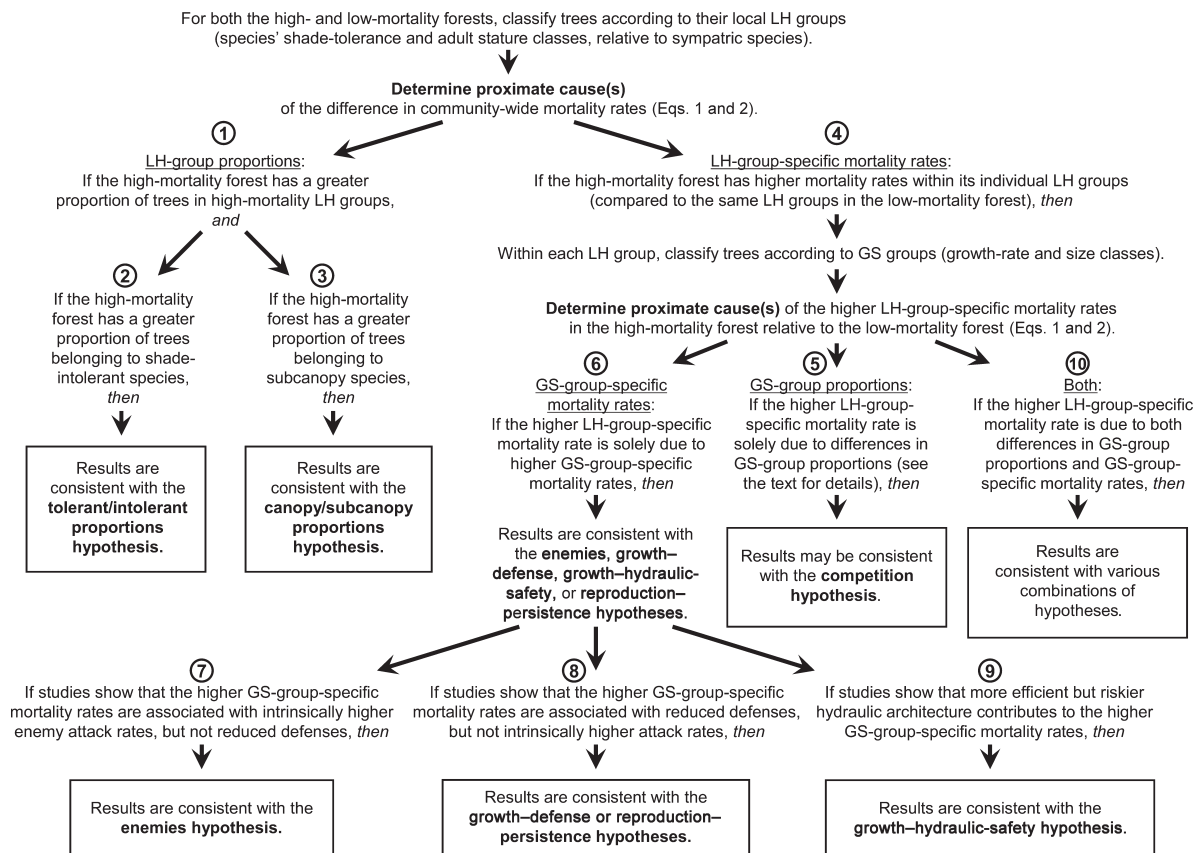 For both the high- and low-mortality forests, classify trees according to their local LH groups
(species' shade-tolerance and adult stature classes, relative to sympatric species).
Determine proximate cause(s)
of the difference in community-wide mortality rates (Eqs. 1 and 2).
1
LH-group proportions:
If the high-mortality forest has a greater
proportion of trees in high-mortality LH groups,
and
2
If the high-mortality
forest has a greater
proportion of trees
belonging to shade-
intolerant species,
then
Results are
consistent with the
tolerant/intolerant
proportions
hypothesis.
3
If the high-mortality
forest has a greater
proportion of trees
belonging to
subcanopy species,
then
Results are
consistent with the
canopy/subcanopy
proportions
hypothesis.
4
LH-group-specific mortality rates:
If the high-mortality forest has higher mortality rates within its individual LH groups
(compared to the same LH groups in the low-mortality forest), then
Within each LH group, classify trees according to GS groups (growth-rate and size classes).
Determine proximate cause(s) of the higher LH-group-specific mortality rates
in the high-mortality forest relative to the low-mortality forest (Eqs. 1 and 2).
6
GS-group-specific
mortality rates:
If the higher LH-group-specific
mortality rate is solely due to
higher GS-group-specific
mortality rates, then
Results are consistent with
the enemies, growth–
defense, growth–hydraulic-
safety, or reproduction–
persistence hypotheses.
5
GS-group proportions:
If the higher LH-group-
specific mortality rate is
solely due to differences in
GS-group proportions (see
the text for details), then
Results may be consistent
with the competition
hypothesis.
10
Both:
If the higher LH-group-specific
mortality rate is due to both
differences in GS-group
proportions and GS-group-
specific mortality rates, then
Results are
consistent with various
combinations of
hypotheses.
7
If studies show that the higher GS-group-specific
mortality rates are associated with intrinsically higher
enemy attack rates, but not reduced defenses, then
Results are consistent with the
enemies hypothesis.
8
If studies show that the higher GS-group-specific
mortality rates are associated with reduced defenses,
but not intrinsically higher attack rates, then
Results are consistent with the
growth–defense or reproduction–
persistence hypotheses.
9
If studies show that more efficient but riskier
hydraulic architecture contributes to the higher
GS-group-specific mortality rates, then
Results are consistent with the
growth–hydraulic-safety hypothesis.